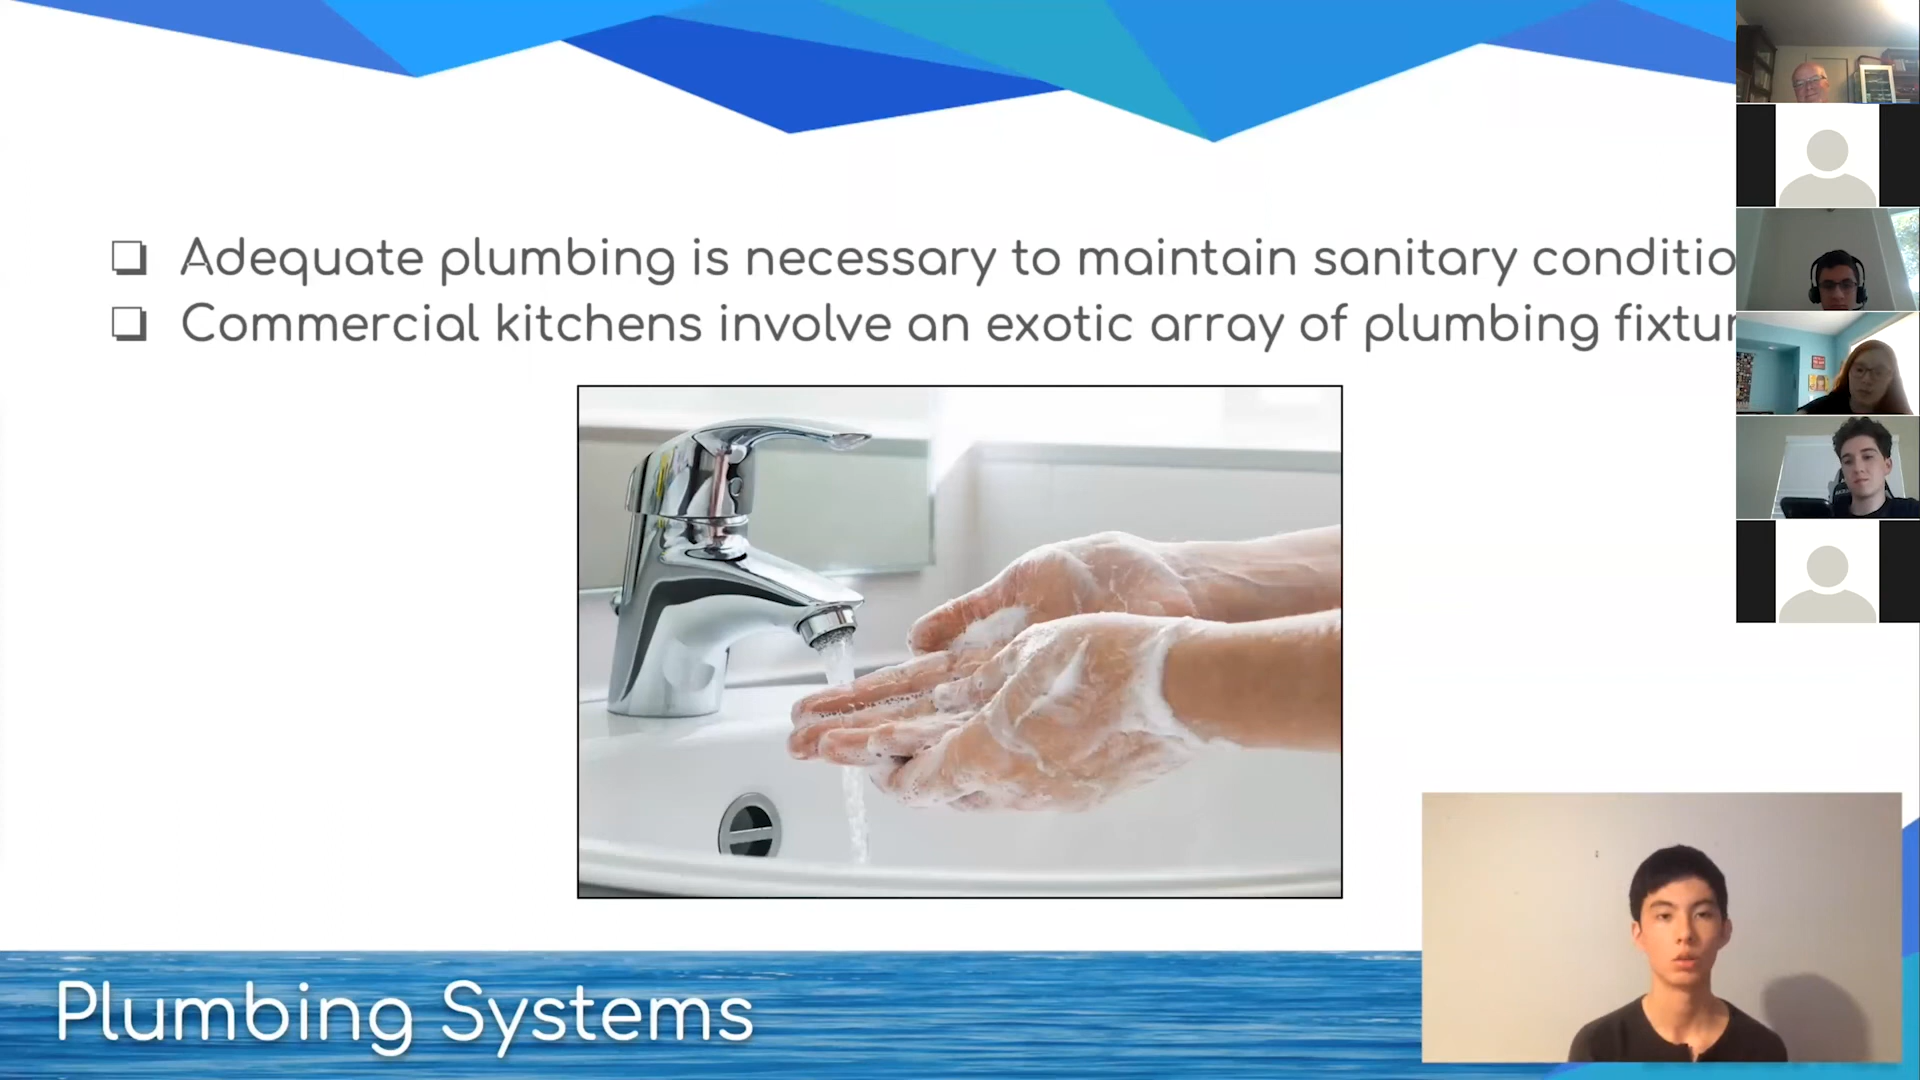 ❏ Adequate plumbing is necessary to maintain sanitary conditio
❏ Commercial kitchens involve an exotic array of plumbing fixtur
Plumbing Systems